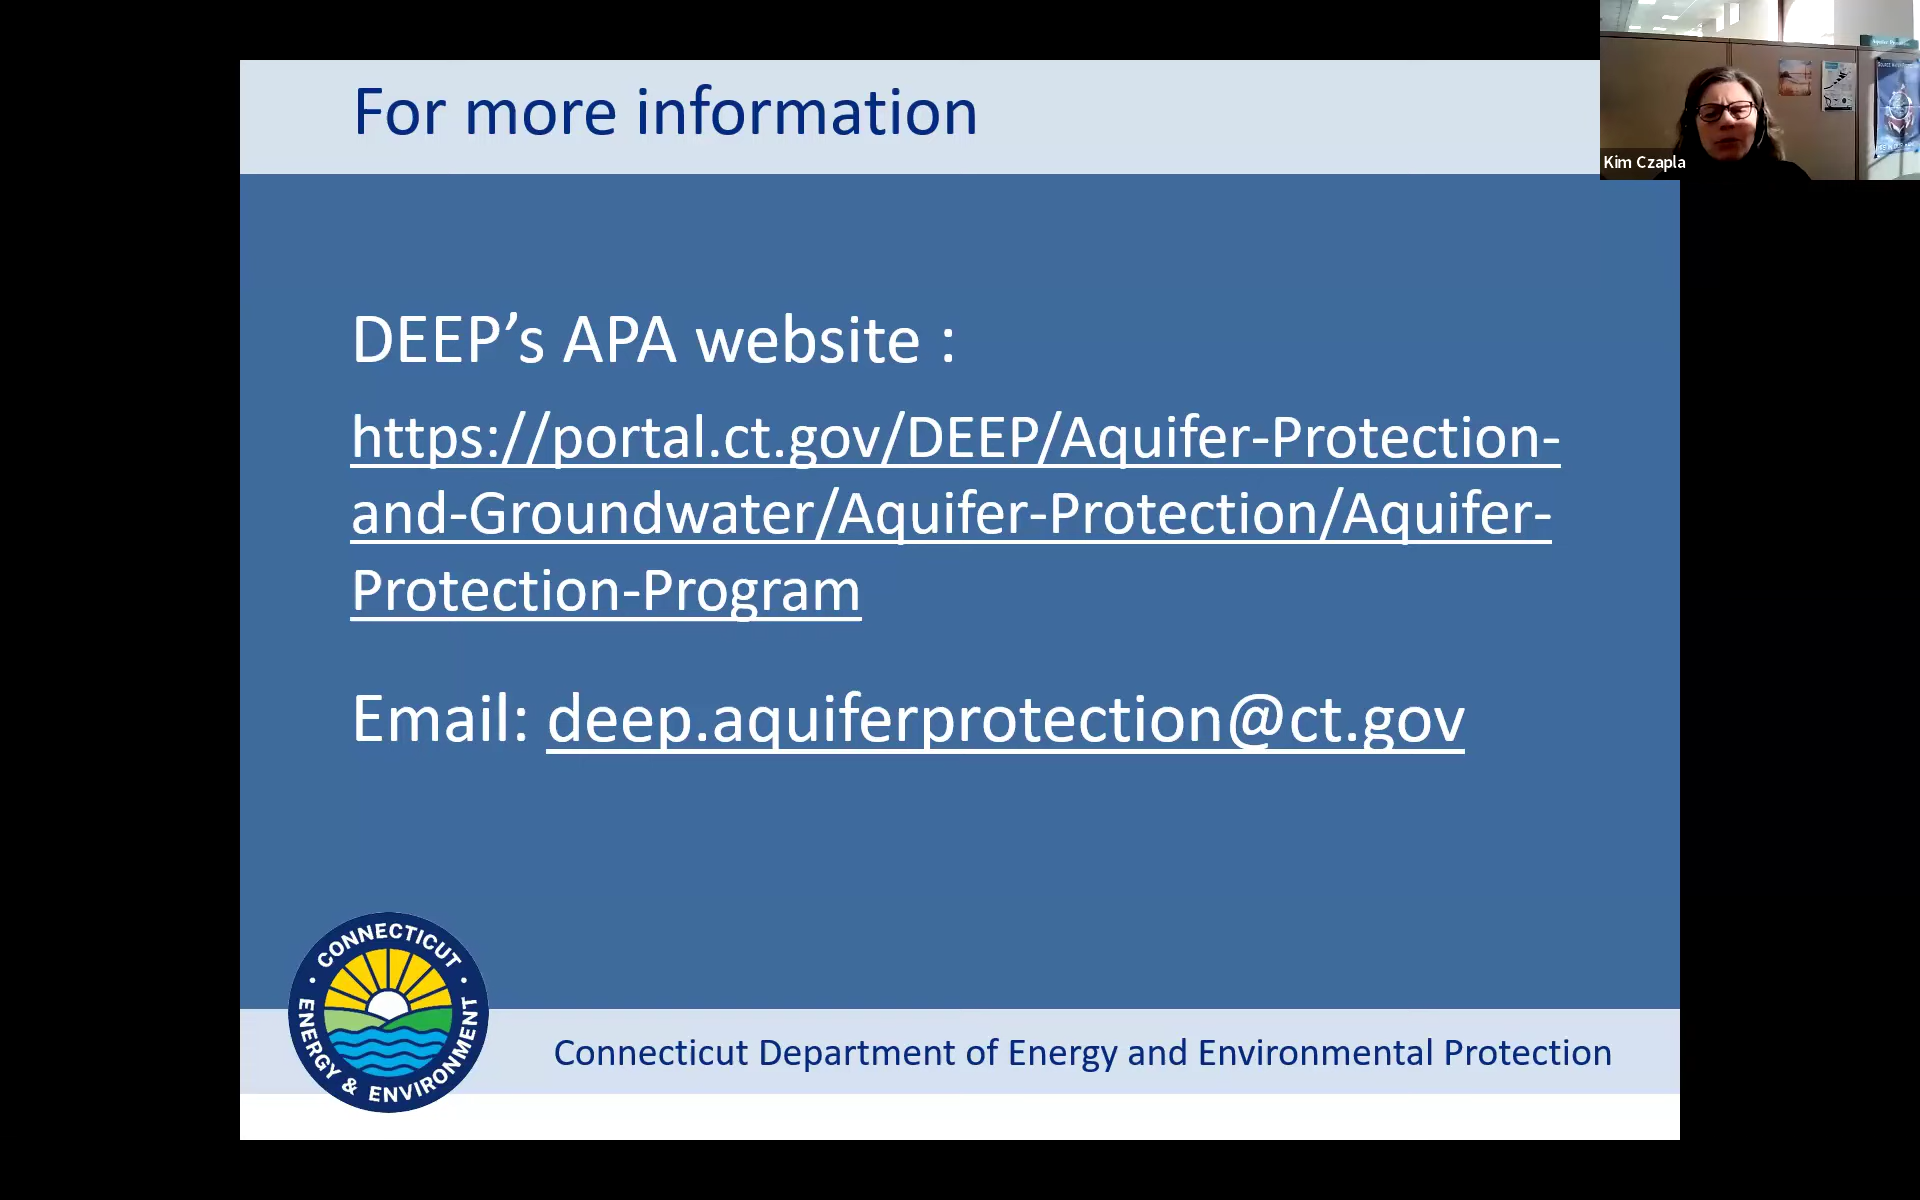 For more information
Kim Czapla
DEEP’s APA website :
https://portal.ct.gov/DEEP/Aquifer-Protection-
and-Groundwater/Aquifer-Protection/Aquifer-
Protection-Program
Email: deep.aquiferprotection@ct.gov
CONNECTICUT
ENERGY & ENVIRONMENT
Connecticut Department of Energy and Environmental Protection